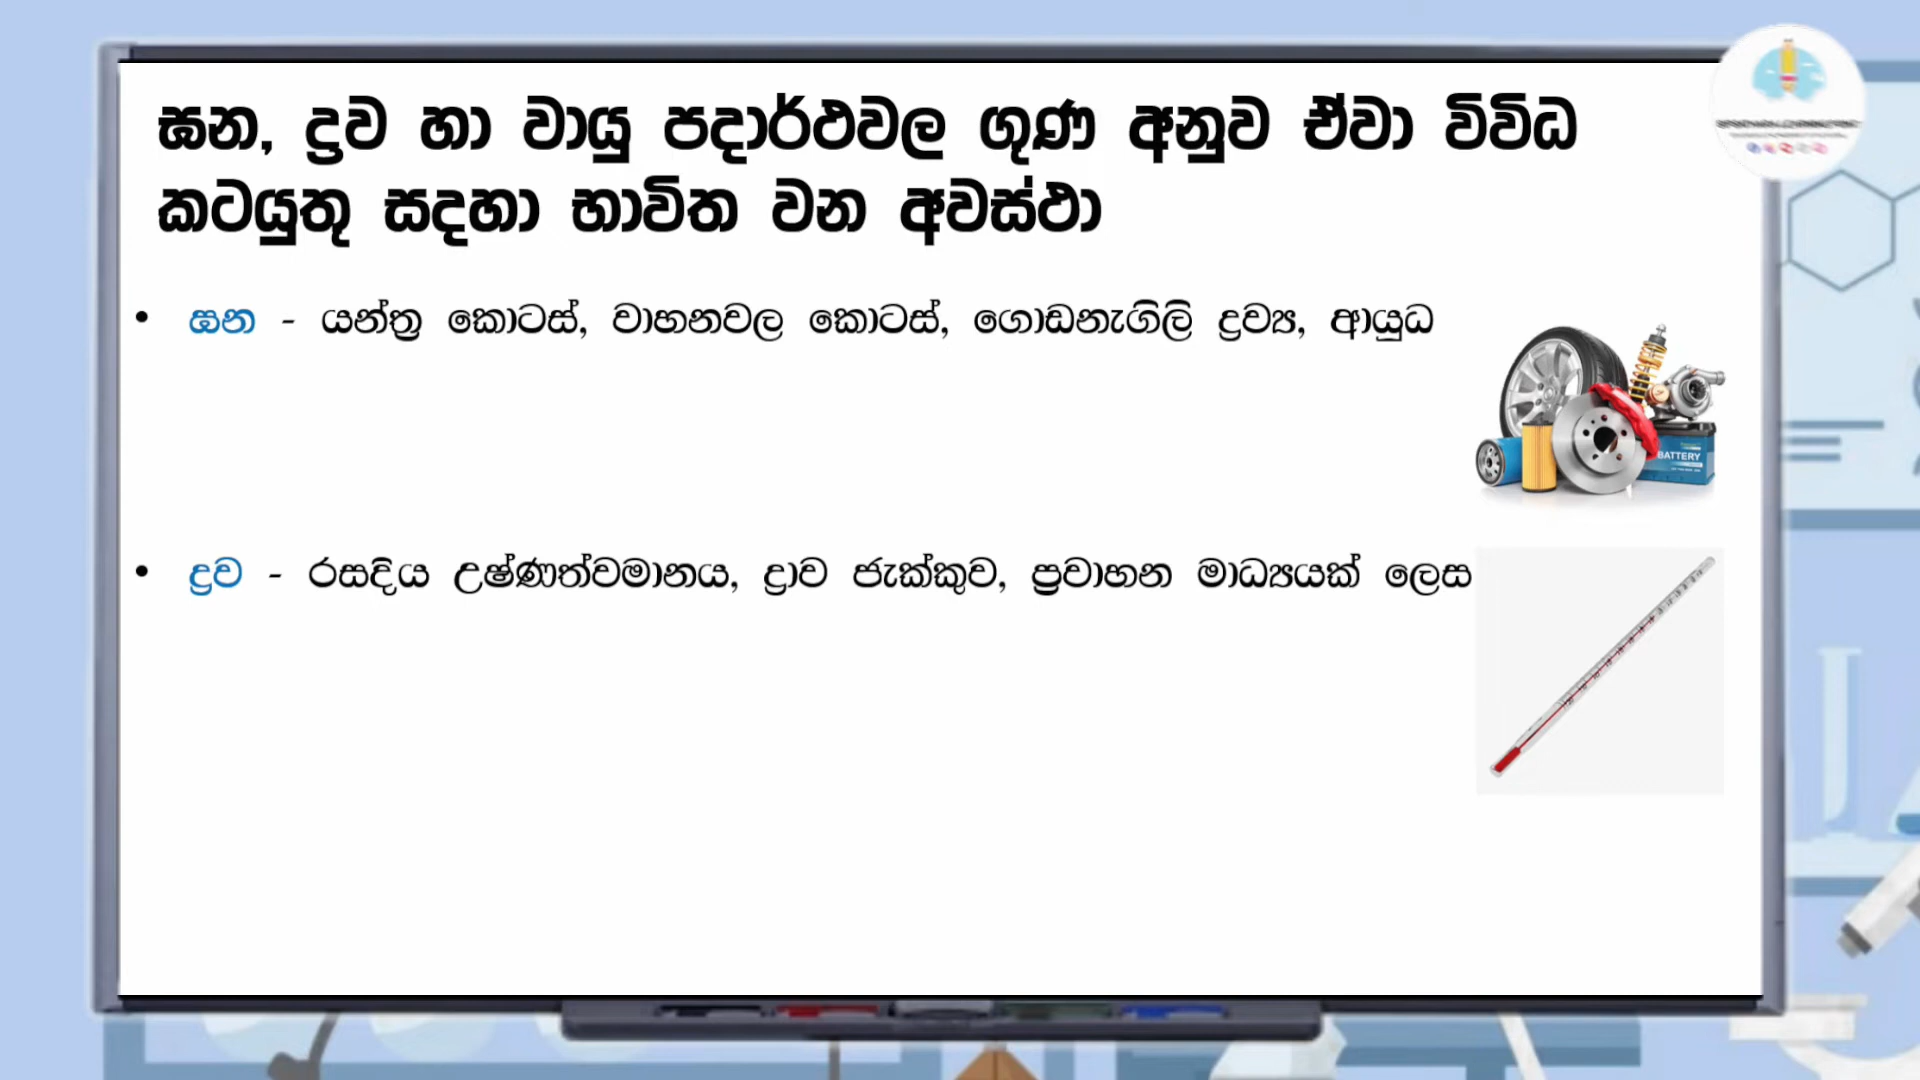 ඝන, ද්‍රව හා වායු පදාර්ථවල ගුණ අනුව ඒවා විවිධ
කටයුතු සදහා භාවිත වන අවස්ථා
• ඝන - යන්ත්‍ර කොටස්, වාහනවල කොටස්, ගොඩනැගිලි ද්‍රව්‍ය, ආයුධ
BATTERY
• ද්‍රව - රසදිය උෂ්ණත්වමානය, ද්‍රාව ජැක්කුව, ප්‍රවාහන මාධ්‍යයක් ලෙස